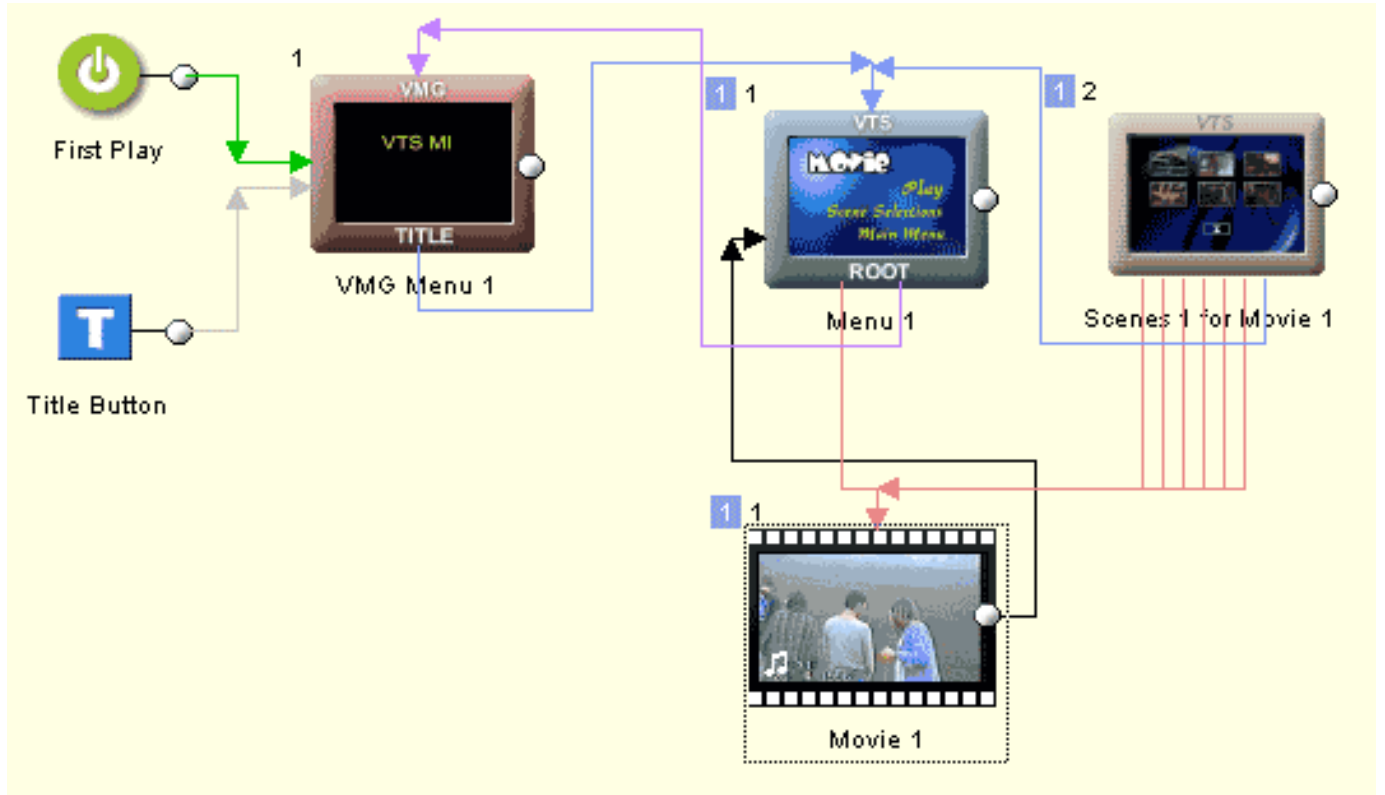 First Play
1
VMG
VTS MI
TITLE
VMG Menu 1
T
Title Button
1 1
VTS
MOVIE
Play
Scene Selections
Main Menu
ROOT
Menu 1
1 2
VTS
Scenes 1 for Movie 1
1 1
Movie 1